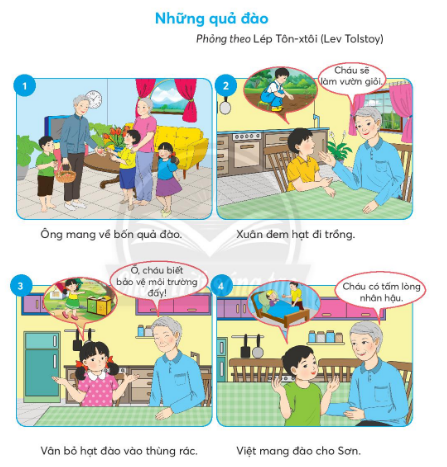 Những quả đào
Phỏng theo Lép Tôn-xtôi (Lev Tolstoy)
1
2
Cháu sẽ
làm vườn giỏi.
Ông mang về bốn quả đào.
Xuân đem hạt đi trồng.
3
Ồ, cháu biết
bảo vệ môi trường
đấy!
4
Cháu có tấm lòng
nhân hậu.
Vân bỏ hạt đào vào thùng rác.
Việt mang đào cho Sơn.